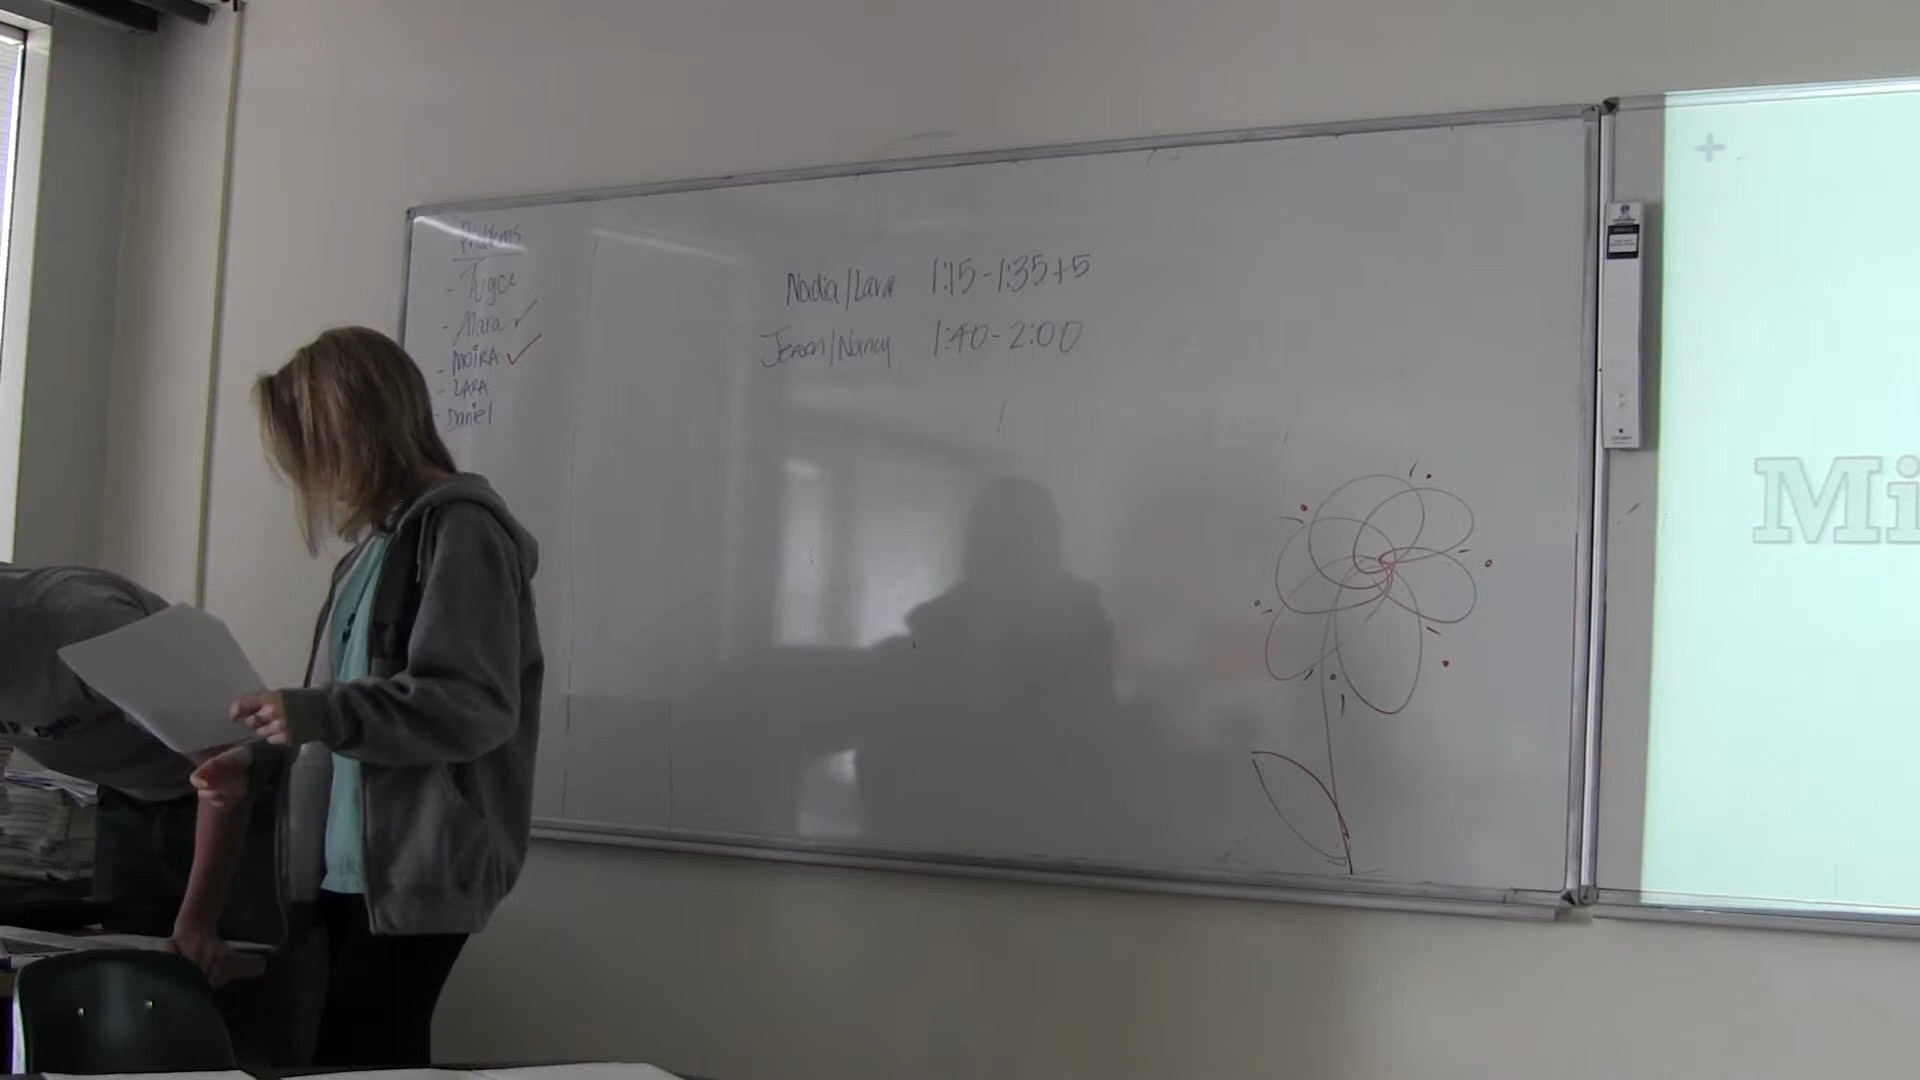 Problems
- Tugce
- Alara ✓
- MOIRA ✓
- LARA
- Daniel
Nadia/Lara 1:15-1:35+5
Jeroen/Nancy 1:40-2:00
+
Mi